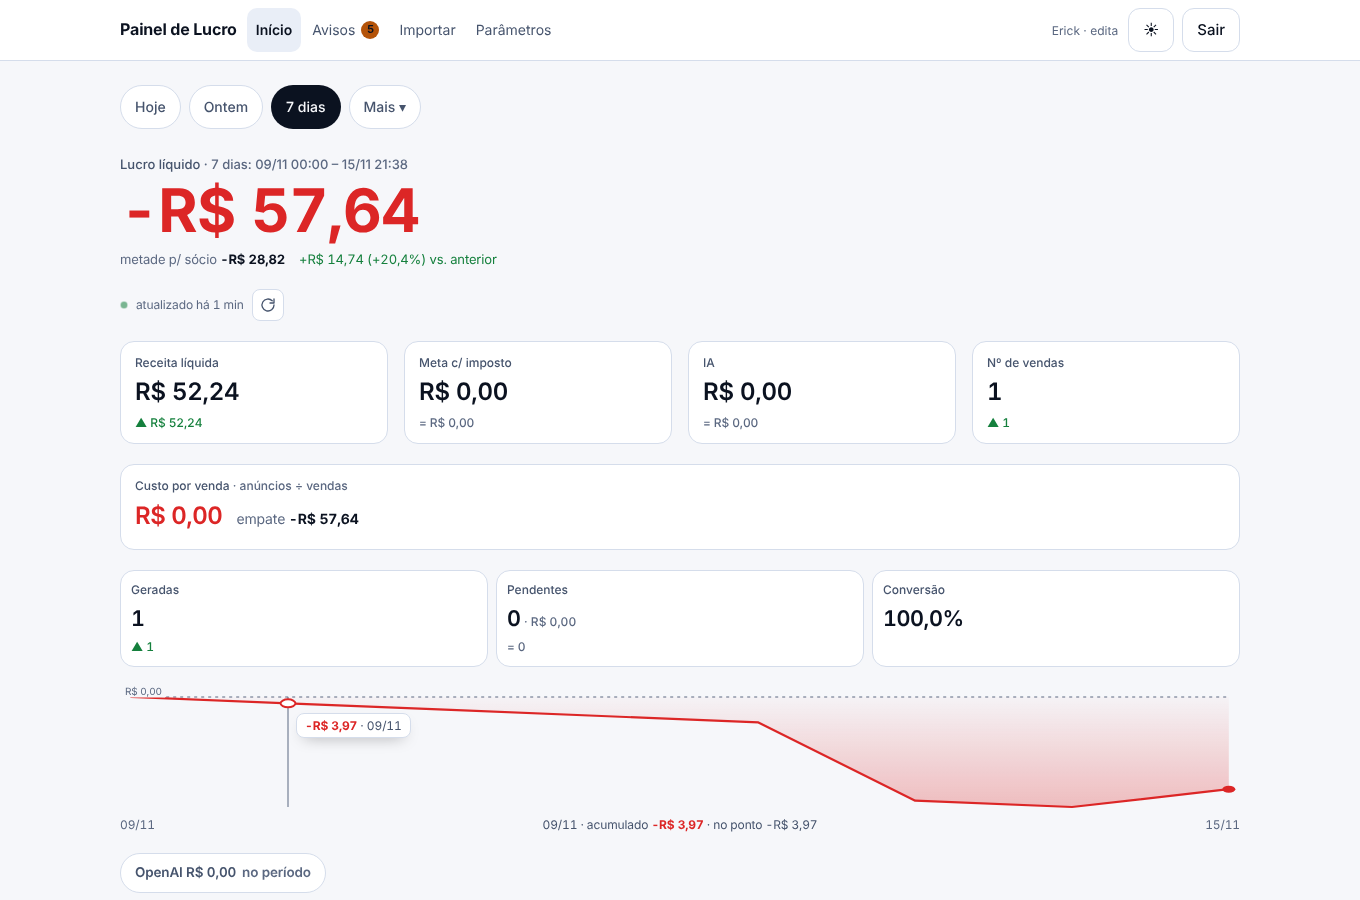 Painel de Lucro Início Avisos 5 Importar Parâmetros Erick · edita ☀ Sair
Hoje Ontem 7 dias Mais ▾
Lucro líquido · 7 dias: 09/11 00:00 – 15/11 21:38
-R$ 57,64
metade p/ sócio -R$ 28,82 +R$ 14,74 (+20,4%) vs. anterior
atualizado há 1 min
Receita líquida
R$ 52,24
▲ R$ 52,24
Meta c/ imposto
R$ 0,00
= R$ 0,00
IA
R$ 0,00
= R$ 0,00
Nº de vendas
1
▲ 1
Custo por venda · anúncios ÷ vendas
R$ 0,00 empate -R$ 57,64
Geradas
1
▲ 1
Pendentes
0 · R$ 0,00
= 0
Conversão
100,0%
R$ 0,00
-R$ 3,97 · 09/11
09/11 09/11 · acumulado -R$ 3,97 · no ponto -R$ 3,97 15/11
OpenAI R$ 0,00 no período